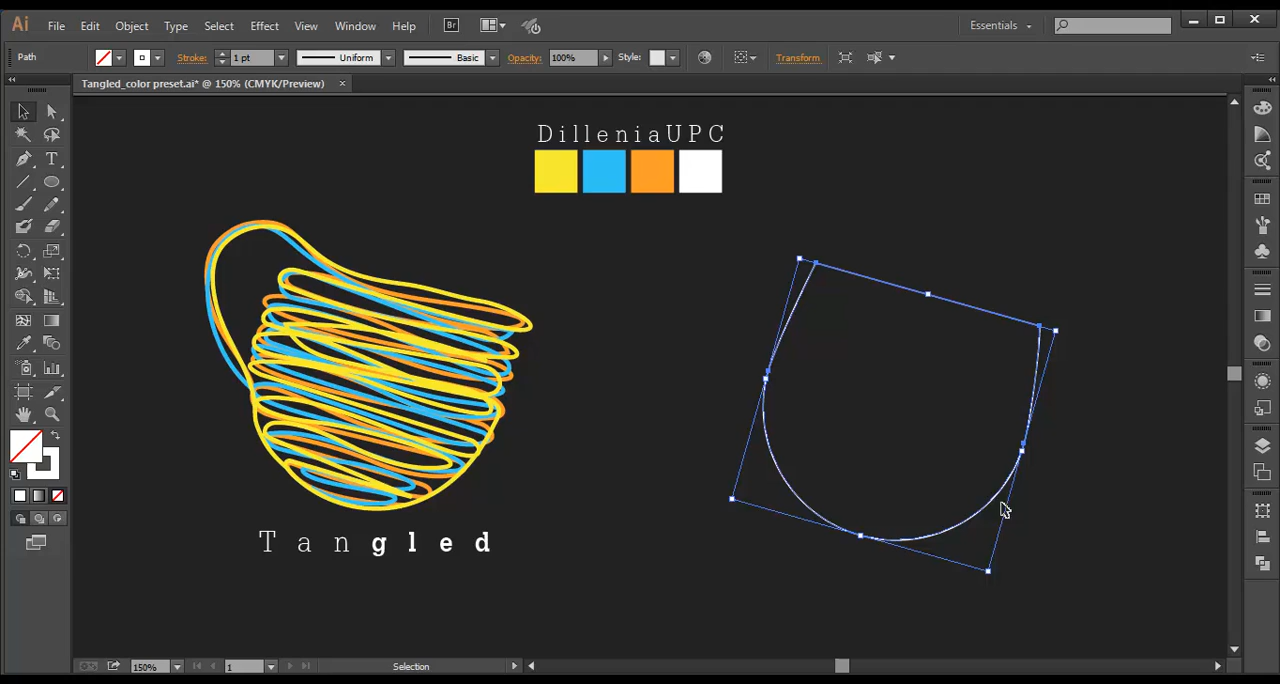 Ai File Edit Object Type Select Effect View Window Help Br Essentials
Path Stroke: 1 pt Uniform Basic Opacity: 100% Style: Transform
Tangled_color preset.ai* @ 150% (CMYK/Preview) ×
DilleniaUPC
Tangled
150% 1 Selection